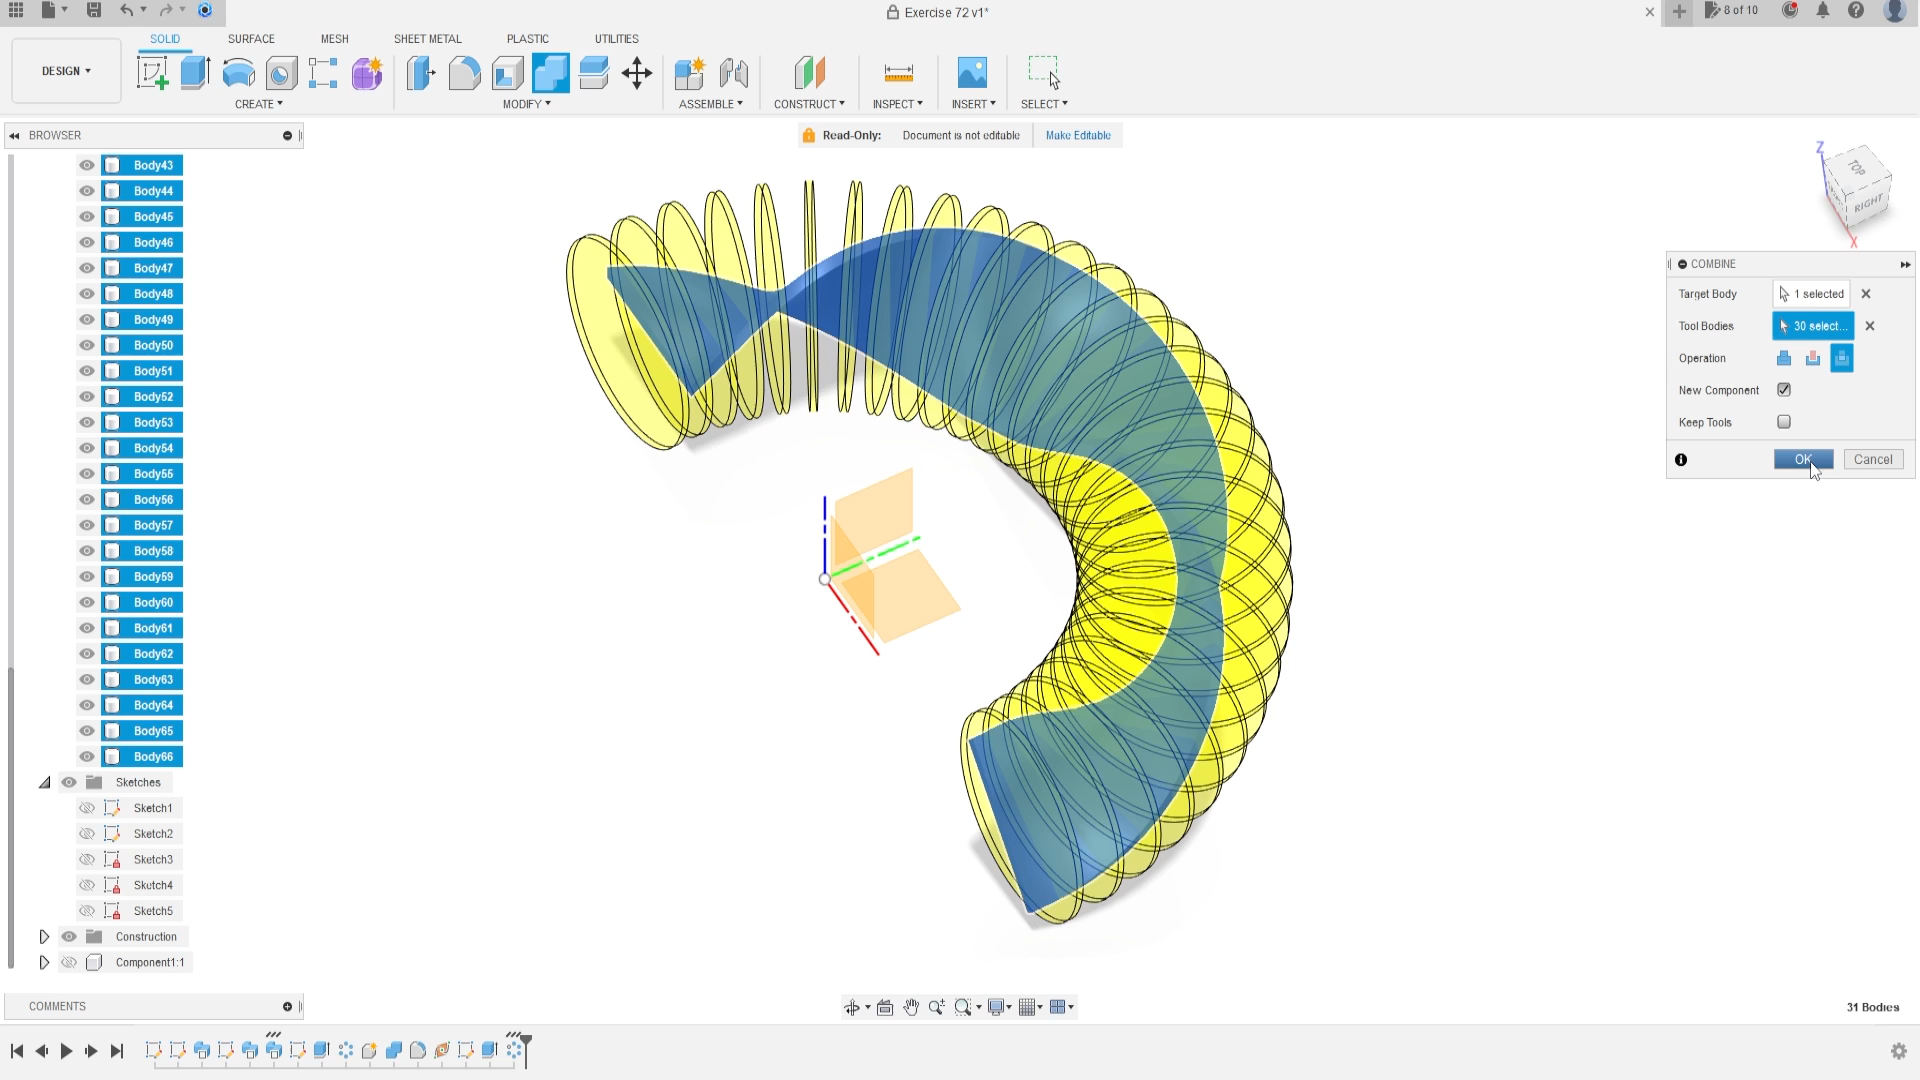 Exercise 72 v1*
8 of 10
SOLID SURFACE MESH SHEET METAL PLASTIC UTILITIES
DESIGN
CREATE MODIFY ASSEMBLE CONSTRUCT INSPECT INSERT SELECT
BROWSER
Read-Only: Document is not editable Make Editable
Body43
Body44
Body45
Body46
Body47
Body48
Body49
Body50
Body51
Body52
Body53
Body54
Body55
Body56
Body57
Body58
Body59
Body60
Body61
Body62
Body63
Body64
Body65
Body66
Sketches
Sketch1
Sketch2
Sketch3
Sketch4
Sketch5
Construction
Component1:1
Z
TOP
RIGHT
X
COMBINE
Target Body 1 selected
Tool Bodies 30 select...
Operation
New Component
Keep Tools
OK Cancel
COMMENTS
31 Bodies